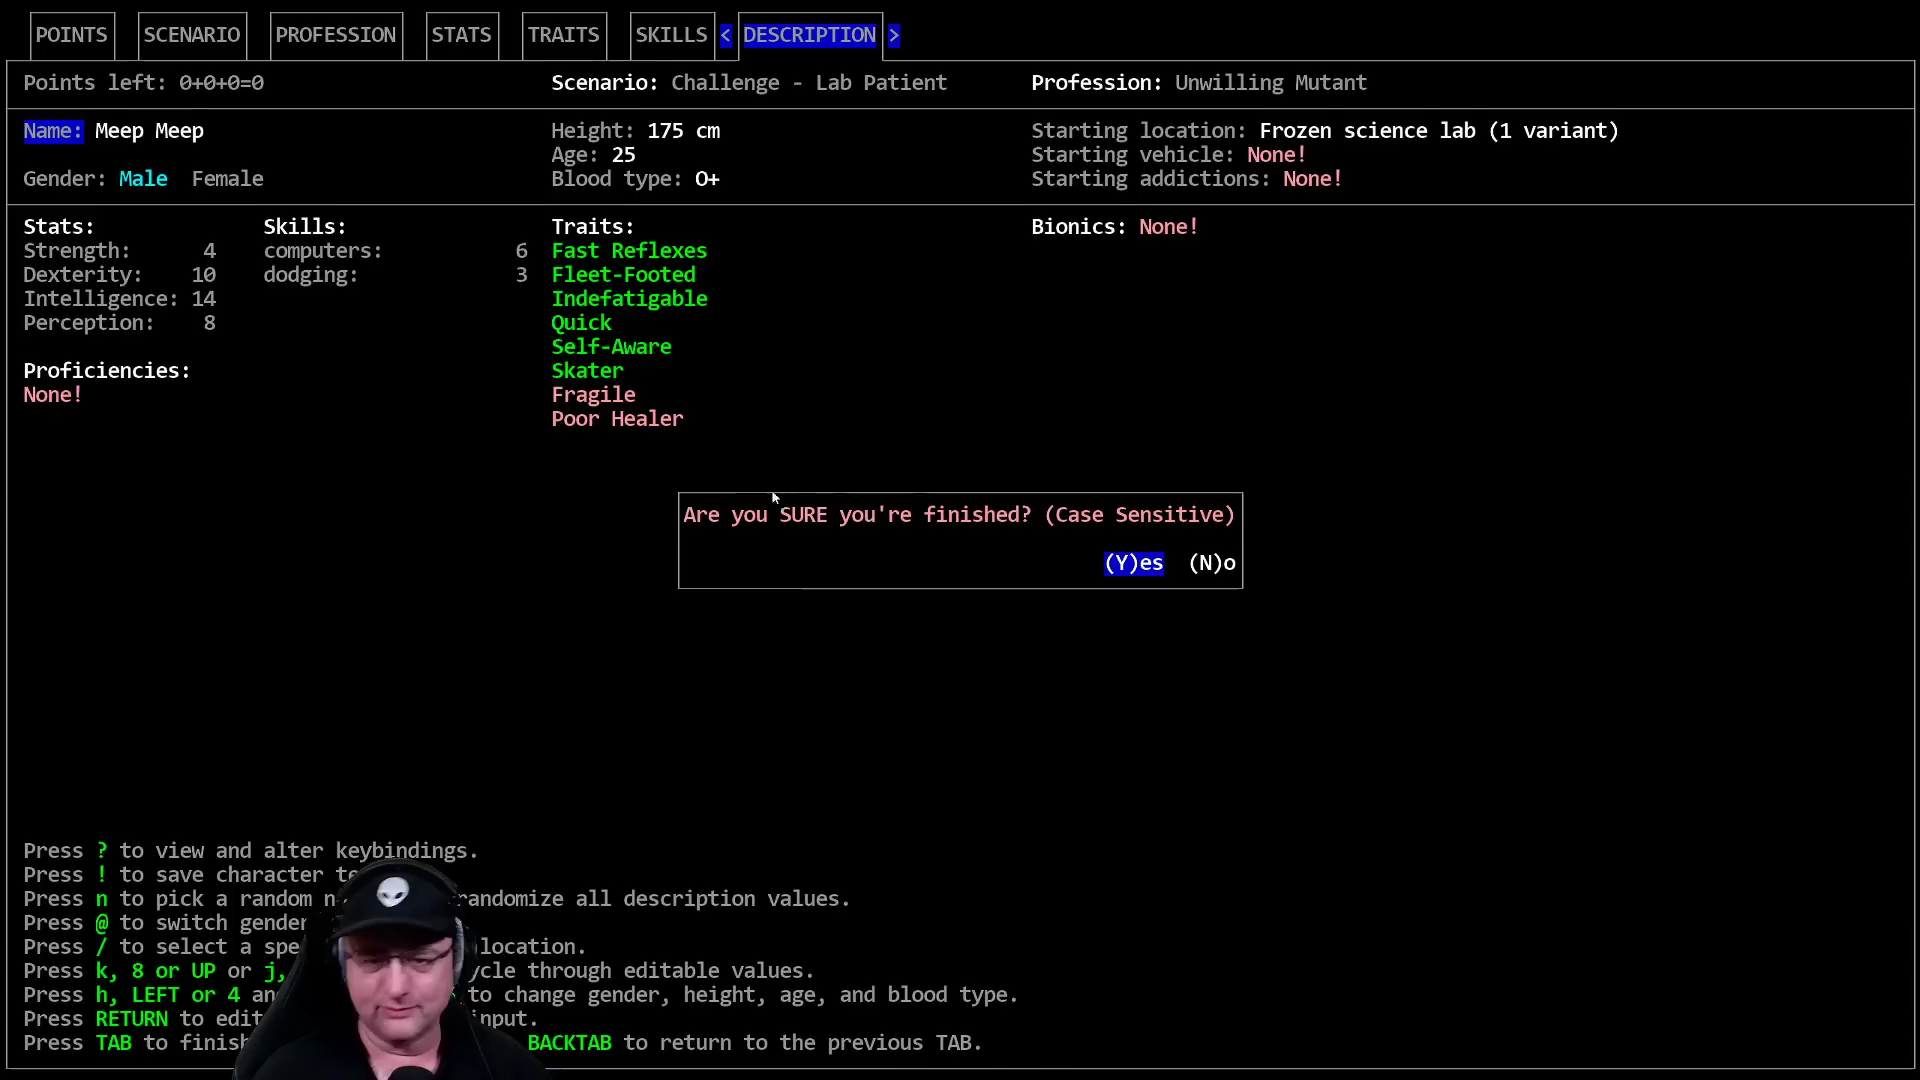 POINTS SCENARIO PROFESSION STATS TRAITS SKILLS < DESCRIPTION >
Points left: 0+0+0=0 Scenario: Challenge - Lab Patient Profession: Unwilling Mutant
Name: Meep Meep Height: 175 cm Starting location: Frozen science lab (1 variant)
Age: 25 Starting vehicle: None!
Gender: Male Female Blood type: O+ Starting addictions: None!
Stats: Skills: Traits: Bionics: None!
Strength: 4 computers: 6 Fast Reflexes
Dexterity: 10 dodging: 3 Fleet-Footed
Intelligence: 14 Indefatigable
Perception: 8 Quick
Self-Aware
Proficiencies: Skater
None! Fragile
Poor Healer
Are you SURE you're finished? (Case Sensitive)
(Y)es (N)o
Press ? to view and alter keybindings.
Press ! to save character te
Press n to pick a random n randomize all description values.
Press @ to switch gender
Press / to select a spe location.
Press k, 8 or UP or j, ycle through editable values.
Press h, LEFT or 4 an to change gender, height, age, and blood type.
Press RETURN to edit input.
Press TAB to finish BACKTAB to return to the previous TAB.